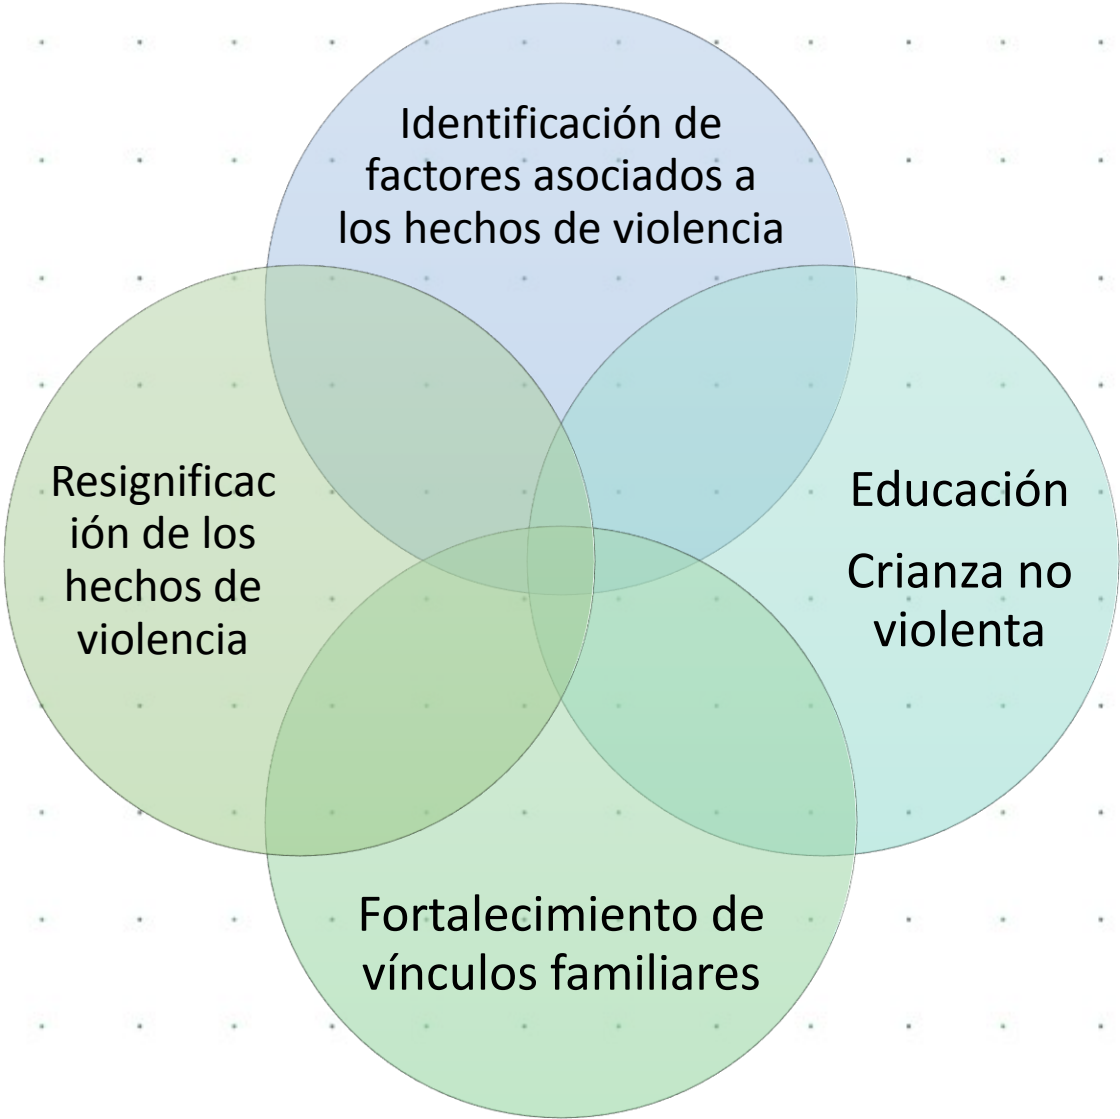 Identificación de
factores asociados a
los hechos de violencia
Resignificac
ión de los
hechos de
violencia
Educación
Crianza no
violenta
Fortalecimiento de
vínculos familiares